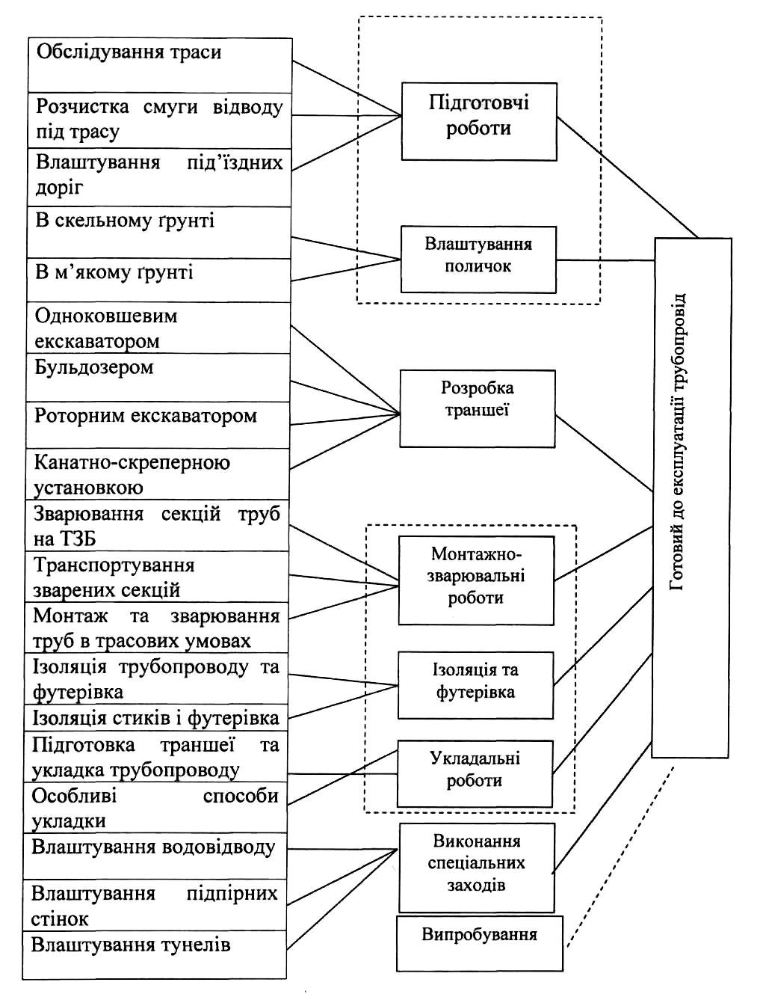 Обслідування траси
Розчистка смуги відводу
під трасу
Влаштування під’їздних
доріг
В скельному ґрунті
В м’якому ґрунті
Одноковшевим
екскаватором
Бульдозером
Роторним екскаватором
Канатно-скреперною
установкою
Зварювання секцій труб
на ТЗБ
Транспортування
зварених секцій
Монтаж та зварювання
труб в трасових умовах
Ізоляція трубопроводу та
футерівка
Ізоляція стиків і футерівка
Підготовка траншеї та
укладка трубопроводу
Особливі способи
укладки
Влаштування водовідводу
Влаштування підпірних
стінок
Влаштування тунелів
Підготовчі
роботи
Влаштування
поличок
Розробка
траншеї
Монтажно-
зварювальні
роботи
Ізоляція та
футерівка
Укладальні
роботи
Виконання
спеціальних
заходів
Випробування
Готовий до експлуатації трубопровід